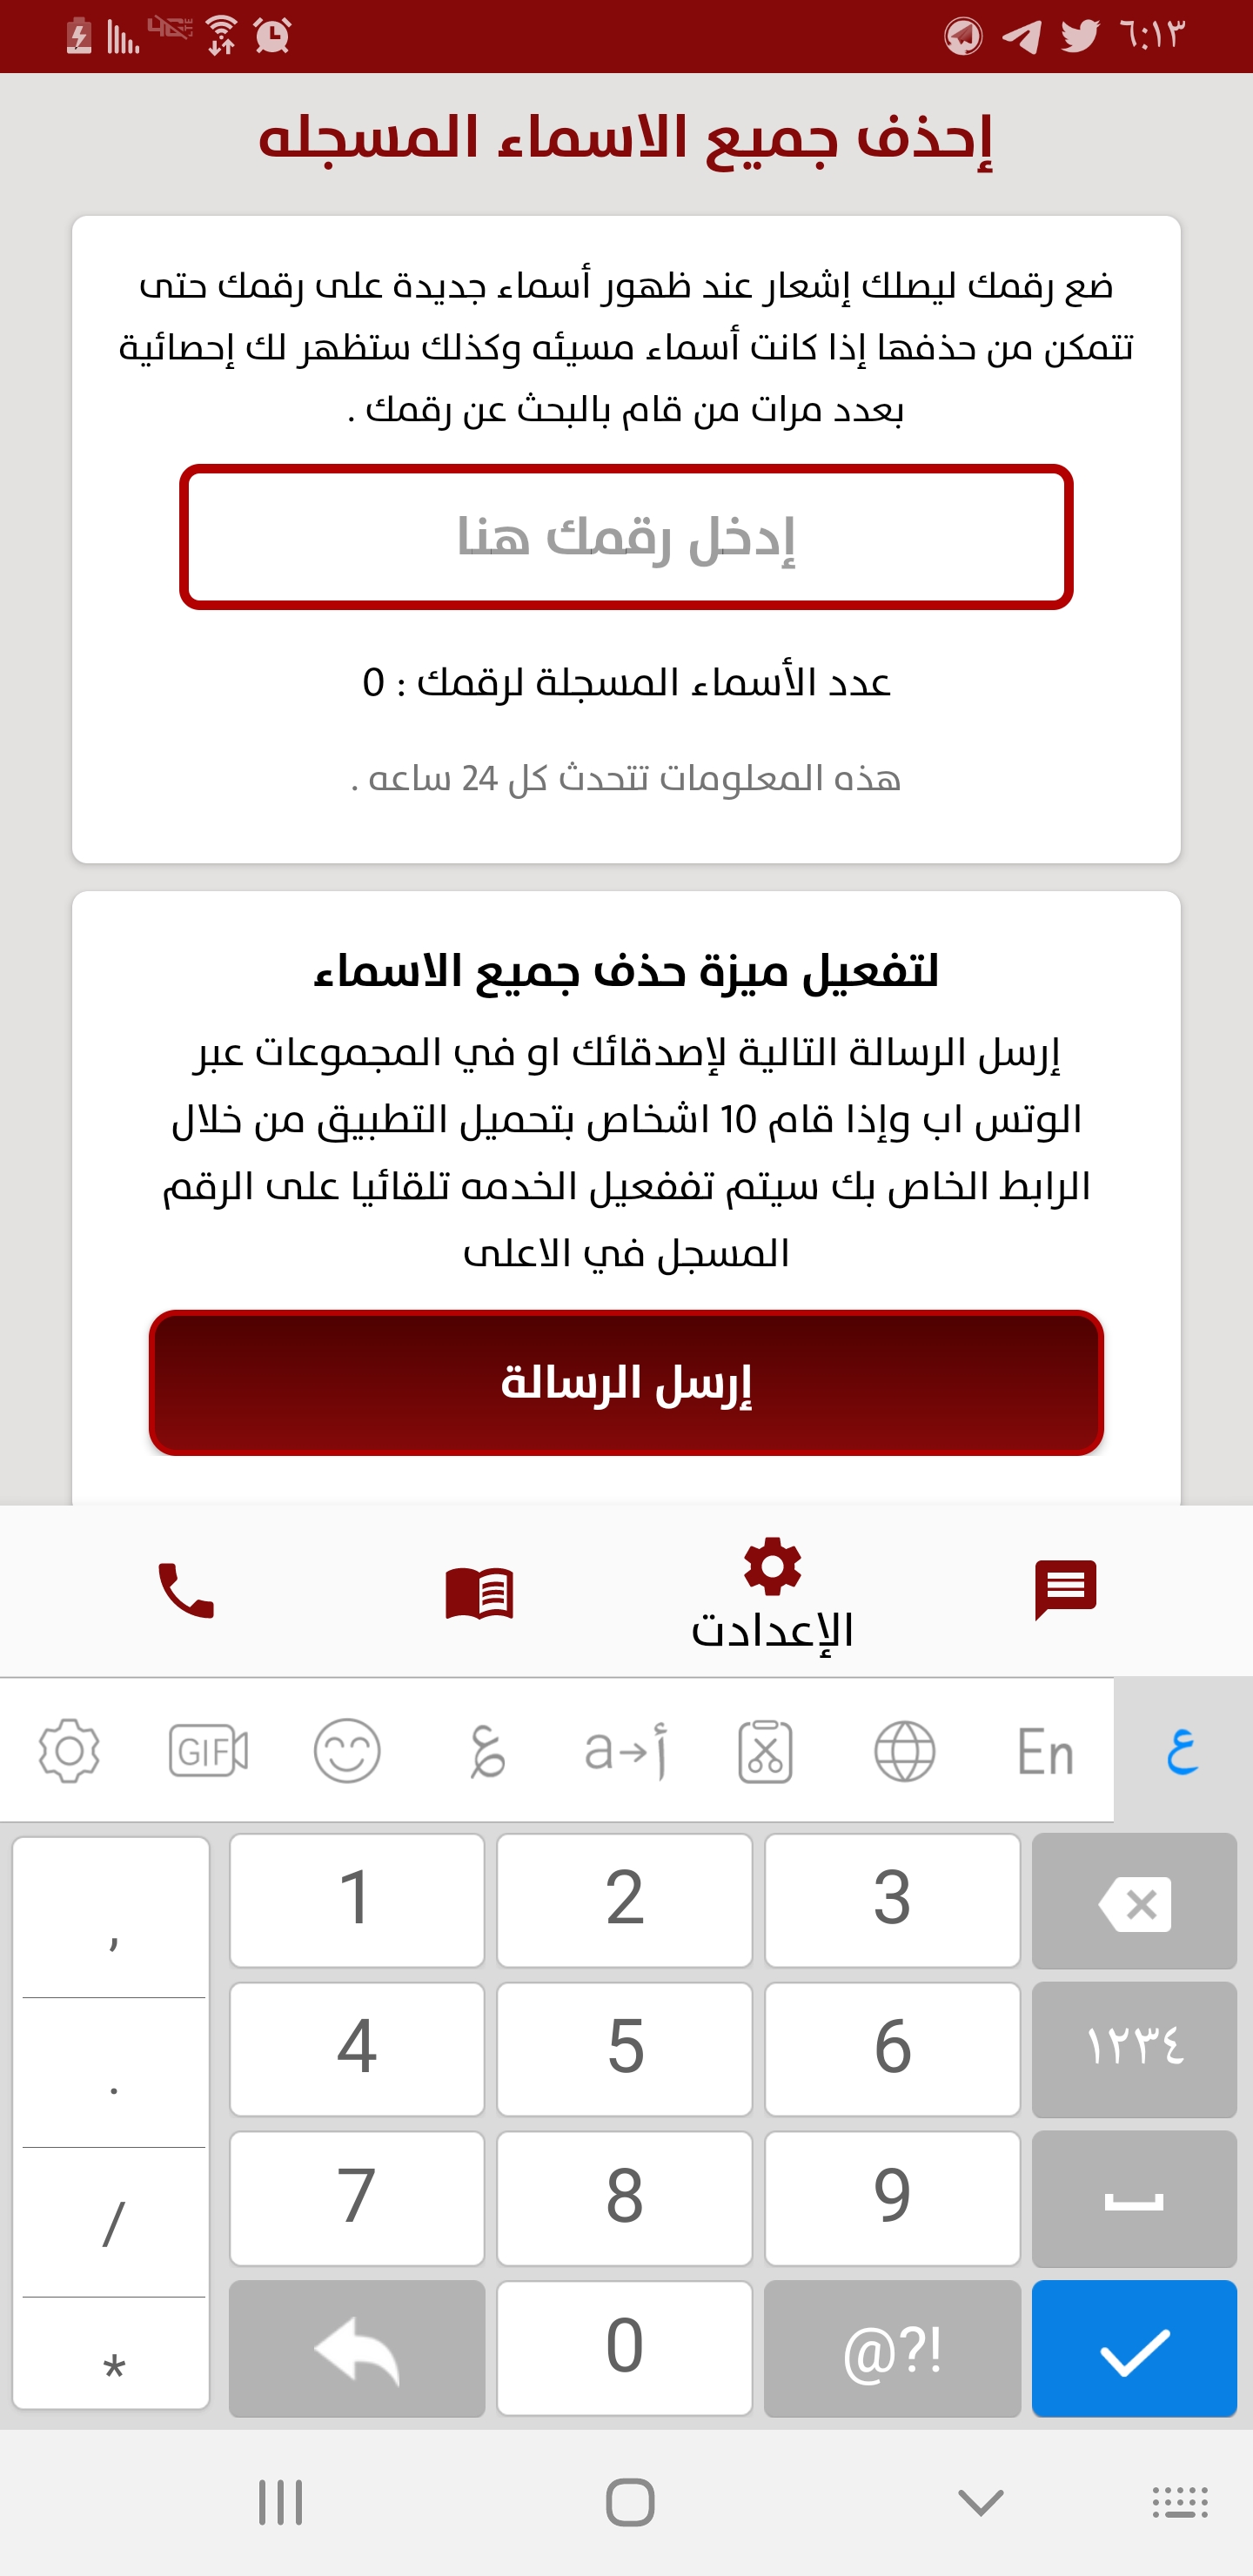 ٦:١٣
إحذف جميع الاسماء المسجله
ضع رقمك ليصلك إشعار عند ظهور أسماء جديدة على رقمك حتى
تتمكن من حذفها إذا كانت أسماء مسيئه وكذلك ستظهر لك إحصائية
بعدد مرات من قام بالبحث عن رقمك .
إدخل رقمك هنا
عدد الأسماء المسجلة لرقمك : 0
هذه المعلومات تتحدث كل 24 ساعه .
لتفعيل ميزة حذف جميع الاسماء
إرسل الرسالة التالية لإصدقائك او في المجموعات عبر
الوتس اب وإذا قام 10 اشخاص بتحميل التطبيق من خلال
الرابط الخاص بك سيتم تففعيل الخدمه تلقائيا على الرقم
المسجل في الاعلى
إرسل الرسالة
الإعدادت
ع En أ→a غ GIF
, 1 2 3
. 4 5 6 ١٢٣٤
/ 7 8 9
* 0 @?!